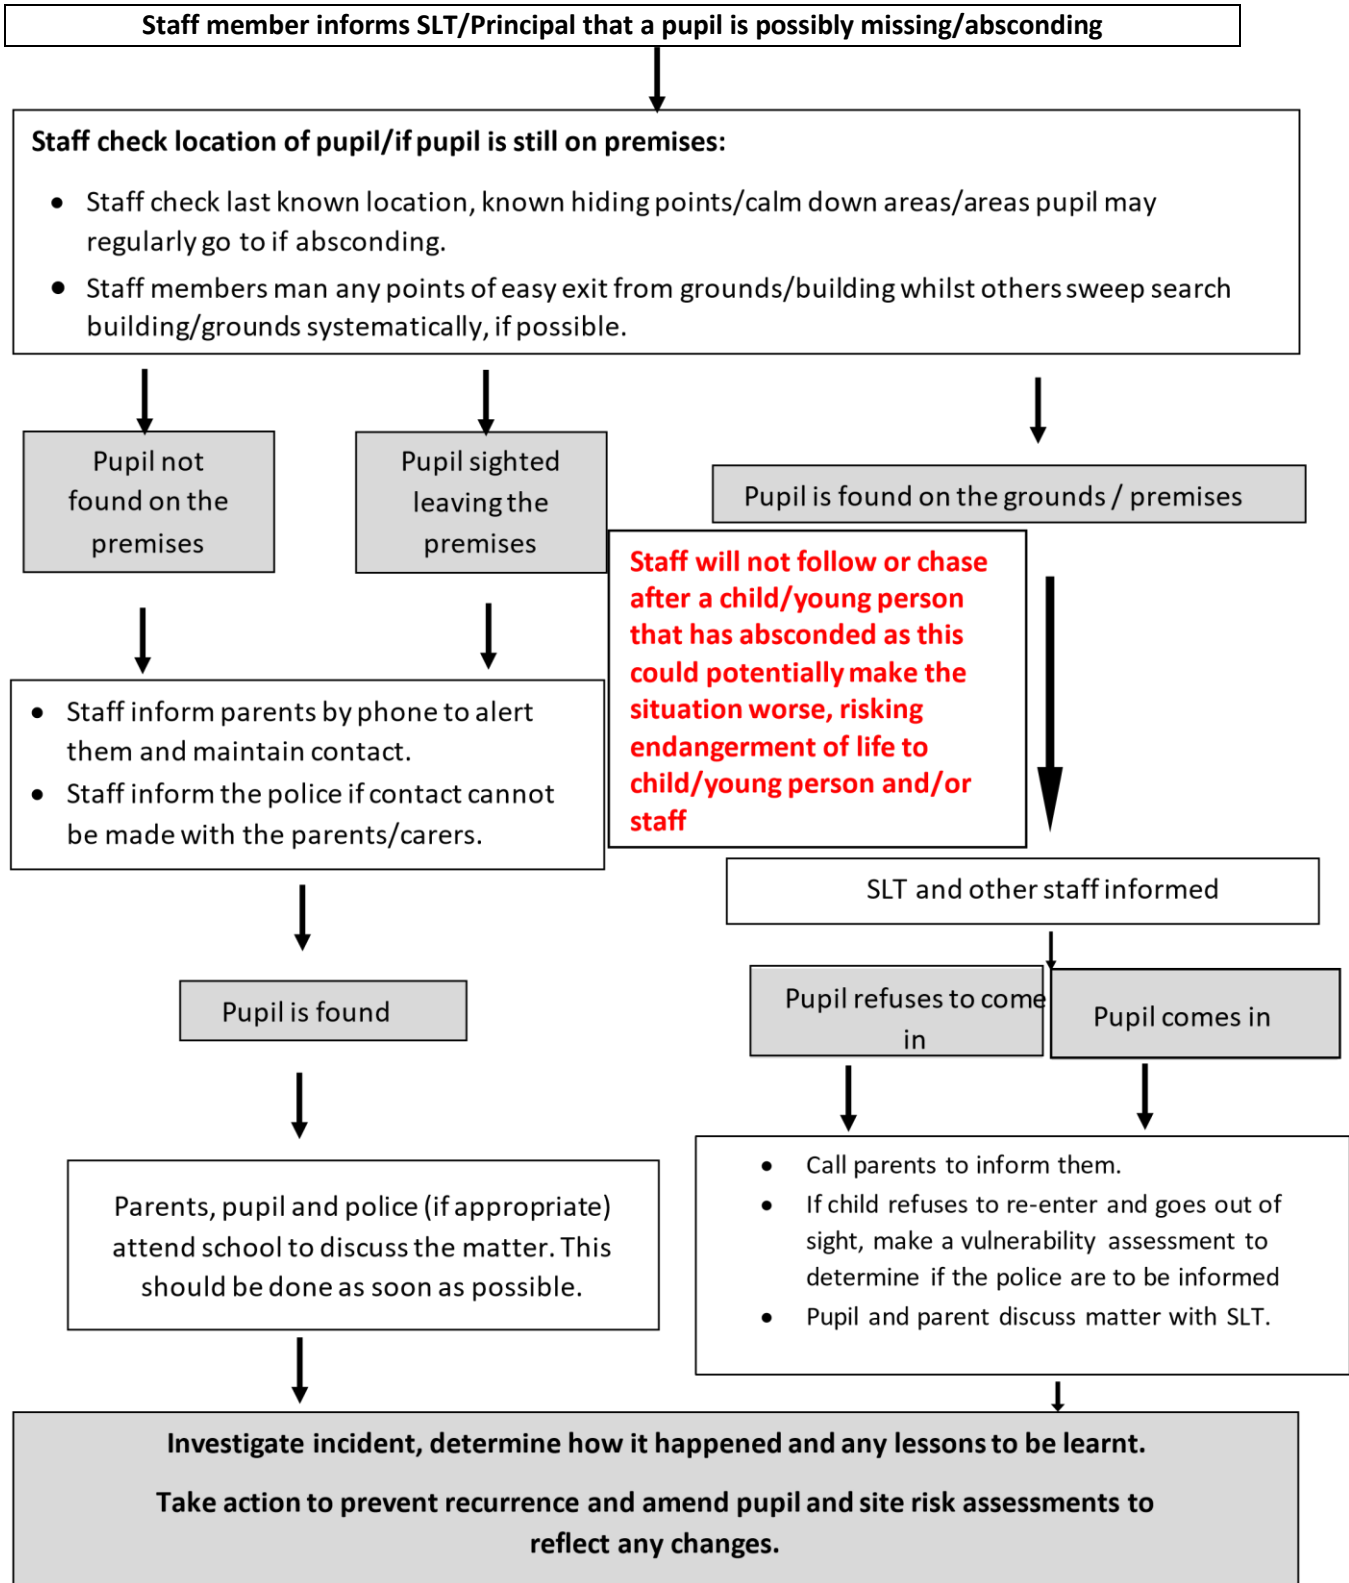 Staff member informs SLT/Principal that a pupil is possibly missing/absconding
Staff check location of pupil/if pupil is still on premises:
• Staff check last known location, known hiding points/calm down areas/areas pupil may
regularly go to if absconding.
• Staff members man any points of easy exit from grounds/building whilst others sweep search
building/grounds systematically, if possible.
Pupil not
found on the
premises
Pupil sighted
leaving the
premises
Pupil is found on the grounds / premises
Staff will not follow or chase
after a child/young person
that has absconded as this
could potentially make the
situation worse, risking
endangerment of life to
child/young person and/or
staff
• Staff inform parents by phone to alert
them and maintain contact.
• Staff inform the police if contact cannot
be made with the parents/carers.
SLT and other staff informed
Pupil is found
Pupil refuses to come
in
Pupil comes in
Parents, pupil and police (if appropriate)
attend school to discuss the matter. This
should be done as soon as possible.
• Call parents to inform them.
• If child refuses to re-enter and goes out of
sight, make a vulnerability assessment to
determine if the police are to be informed
• Pupil and parent discuss matter with SLT.
Investigate incident, determine how it happened and any lessons to be learnt.
Take action to prevent recurrence and amend pupil and site risk assessments to
reflect any changes.